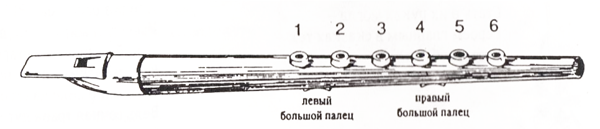 1 2 3 4 5 6
левый правый
большой палец большой палец